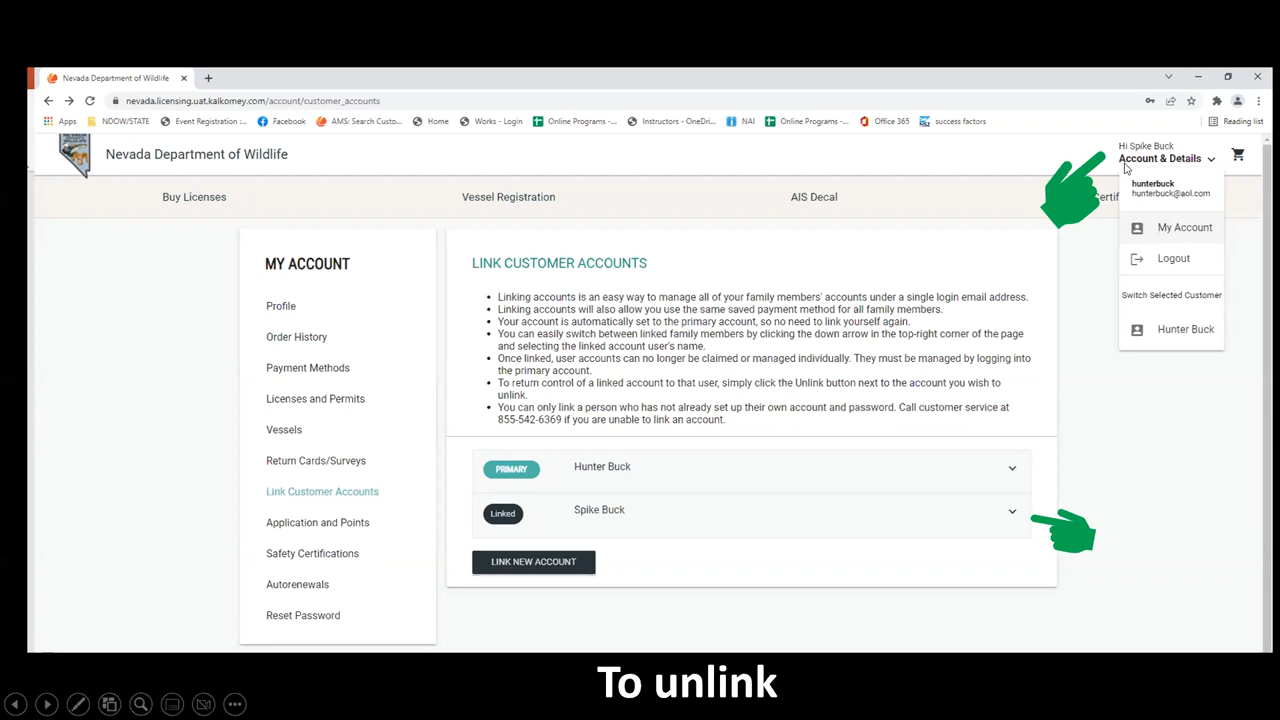 Nevada Department of Wildlife
nevada.licensing.uat.kalkomey.com/account/customer_accounts
Apps NDOW/STATE Event Registration :... Facebook AMS: Search Custo... Home Works - Login Online Programs -... Instructors - OneDri... NAI Online Programs -... Office 365 success factors Reading list
Nevada Department of Wildlife
Hi Spike Buck
Account & Details
hunterbuck
hunterbuck@aol.com
My Account
Logout
Switch Selected Customer
Hunter Buck
Buy Licenses Vessel Registration AIS Decal
MY ACCOUNT
Profile
Order History
Payment Methods
Licenses and Permits
Vessels
Return Cards/Surveys
Link Customer Accounts
Application and Points
Safety Certifications
Autorenewals
Reset Password
LINK CUSTOMER ACCOUNTS
• Linking accounts is an easy way to manage all of your family members' accounts under a single login email address.
• Linking accounts will also allow you use the same saved payment method for all family members.
• Your account is automatically set to the primary account, so no need to link yourself again.
• You can easily switch between linked family members by clicking the down arrow in the top-right corner of the page
and selecting the linked account user's name.
• Once linked, user accounts can no longer be claimed or managed individually. They must be managed by logging into
the primary account.
• To return control of a linked account to that user, simply click the Unlink button next to the account you wish to
unlink.
• You can only link a person who has not already set up their own account and password. Call customer service at
855-542-6369 if you are unable to link an account.
PRIMARY Hunter Buck
Linked Spike Buck
LINK NEW ACCOUNT
To unlink